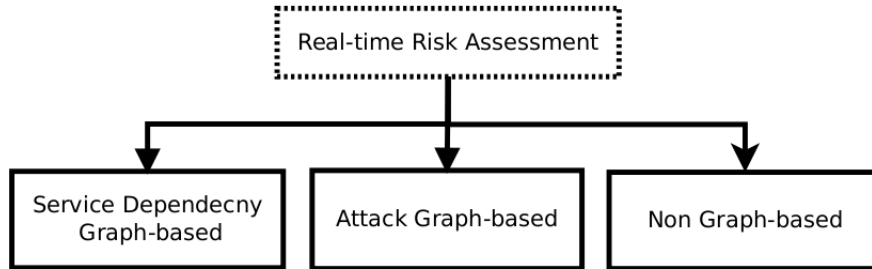 Real-time Risk Assessment
Service Dependecny
Graph-based
Attack Graph-based
Non Graph-based